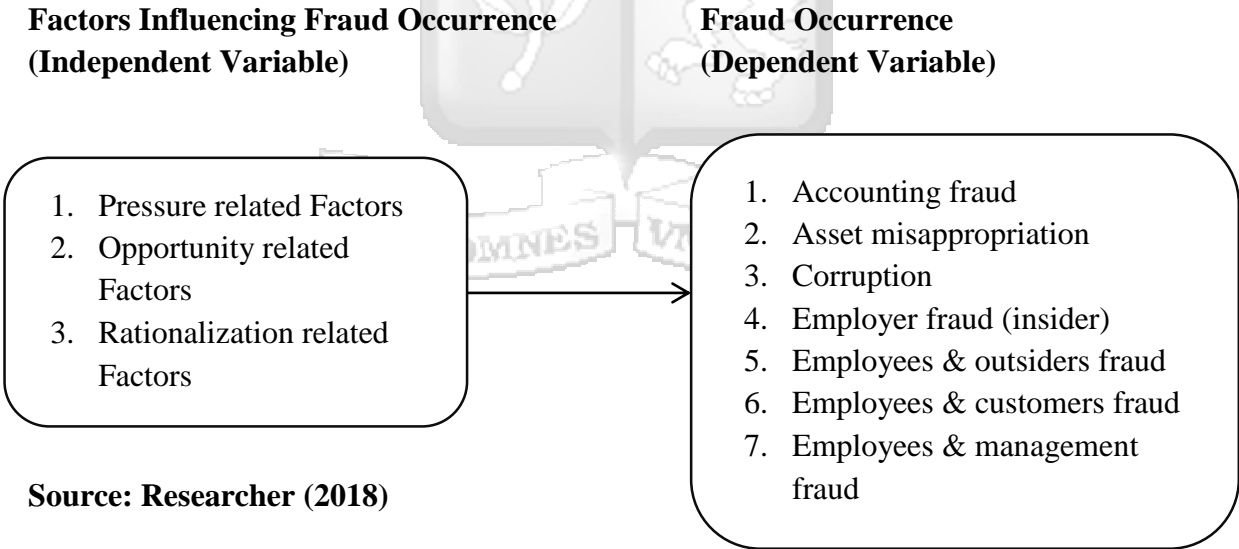 Factors Influencing Fraud Occurrence
(Independent Variable)
Fraud Occurrence
(Dependent Variable)
1. Pressure related Factors
2. Opportunity related
Factors
3. Rationalization related
Factors
1. Accounting fraud
2. Asset misappropriation
3. Corruption
4. Employer fraud (insider)
5. Employees & outsiders fraud
6. Employees & customers fraud
7. Employees & management
fraud
OMNES
Source: Researcher (2018)